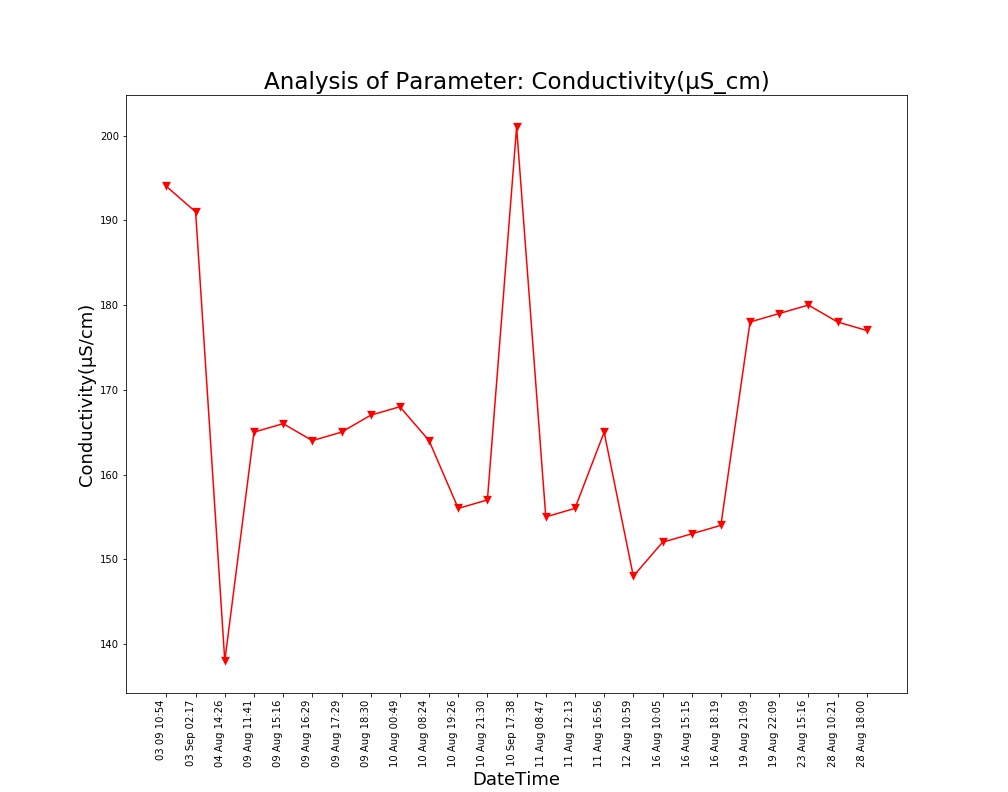 Analysis of Parameter: Conductivity(μS_cm)
Conductivity(μS/cm)
200
190
180
170
160
150
140
03 09 10:54
03 Sep 02:17
04 Aug 14:26
09 Aug 11:41
09 Aug 15:16
09 Aug 16:29
09 Aug 17:29
09 Aug 18:30
10 Aug 00:49
10 Aug 08:24
10 Aug 19:26
10 Aug 21:30
10 Sep 17:38
11 Aug 08:47
11 Aug 12:13
11 Aug 16:56
12 Aug 10:59
16 Aug 10:05
16 Aug 15:15
16 Aug 18:19
19 Aug 21:09
19 Aug 22:09
23 Aug 15:16
28 Aug 10:21
28 Aug 18:00
DateTime